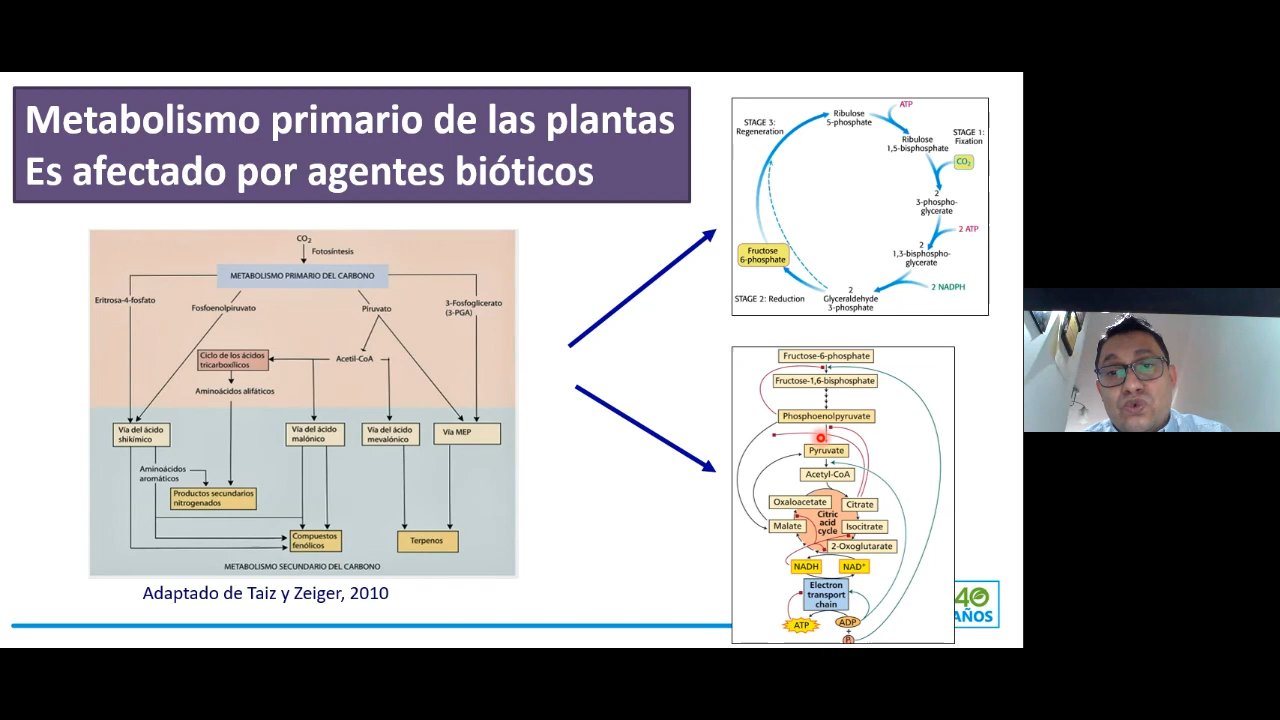 Metabolismo primario de las plantas
Es afectado por agentes bióticos
CO2
Fotosíntesis
METABOLISMO PRIMARIO DEL CARBONO
Eritrosa-4-fosfato
Fosfoenolpiruvato
Piruvato
3-Fosfoglicerato
(3-PGA)
Ciclo de los ácidos
tricarboxílicos
Acetil-CoA
Aminoácidos alifáticos
Vía del ácido
shikímico
Vía del ácido
malónico
Vía del ácido
mevalónico
Vía MEP
Aminoácidos
aromáticos
Productos secundarios
nitrogenados
Compuestos
fenólicos
Terpenos
METABOLISMO SECUNDARIO DEL CARBONO
Adaptado de Taiz y Zeiger, 2010
Ribulose
5-phosphate
ATP
STAGE 3:
Regeneration
Ribulose
1,5-bisphosphate
STAGE 1:
Fixation
CO2
2
3-phospho-
glycerate
2 ATP
2
1,3-bisphospho-
glycerate
Fructose
6-phosphate
2 NADPH
STAGE 2: Reduction
2
Glyceraldehyde
3-phosphate
Fructose-6-phosphate
Fructose-1,6-bisphosphate
Phosphoenolpyruvate
Pyruvate
Acetyl-CoA
Oxaloacetate
Citrate
Citric
acid
cycle
Malate
Isocitrate
2-Oxoglutarate
NADH
NAD+
Electron
transport
chain
ATP
ADP
+
Pi
40
AÑOS